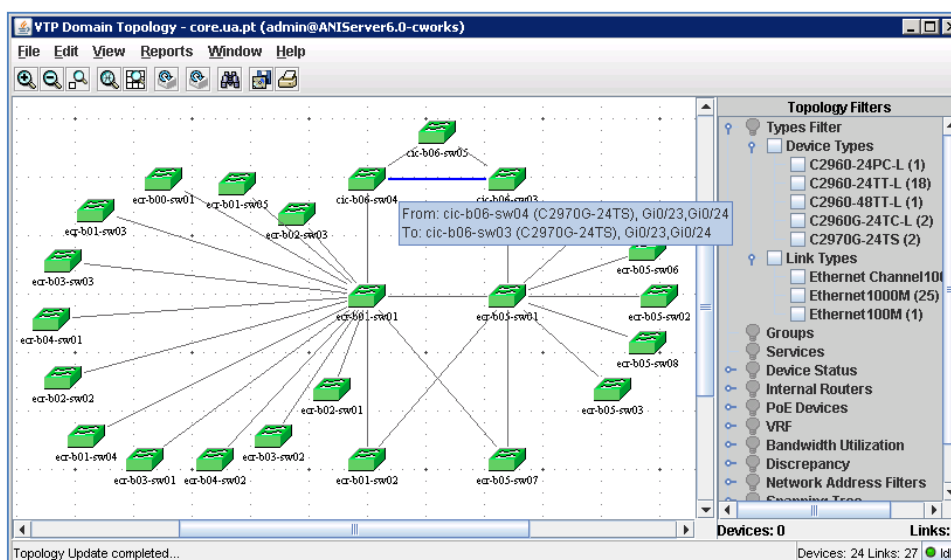 VTP Domain Topology - core.ua.pt (admin@ANIServer6.0-cworks)
File Edit View Reports Window Help
cic-b06-sw05
cic-b06-sw04
cic-b06-sw03
ecr-b00-sw01
ecr-b01-sw05
ecr-b01-sw03
ecr-b02-sw03
From: cic-b06-sw04 (C2970G-24TS), Gi0/23,Gi0/24
To: cic-b06-sw03 (C2970G-24TS), Gi0/23,Gi0/24
ecr-b03-sw03
ecr-b05-sw06
ecr-b04-sw01
ecr-b01-sw01
ecr-b05-sw01
ecr-b05-sw02
ecr-b02-sw02
ecr-b05-sw08
ecr-b02-sw01
ecr-b05-sw03
ecr-b01-sw04
ecr-b03-sw02
ecr-b03-sw01
ecr-b04-sw02
ecr-b01-sw02
ecr-b05-sw07
Topology Filters
Types Filter
Device Types
C2960-24PC-L (1)
C2960-24TT-L (18)
C2960-48TT-L (1)
C2960G-24TC-L (2)
C2970G-24TS (2)
Link Types
Ethernet Channel100
Ethernet1000M (25)
Ethernet100M (1)
Groups
Services
Device Status
Internal Routers
PoE Devices
VRF
Bandwidth Utilization
Discrepancy
Network Address Filters
Spanning Tree
Devices: 0 Links:
Topology Update completed...
Devices: 24 Links: 27